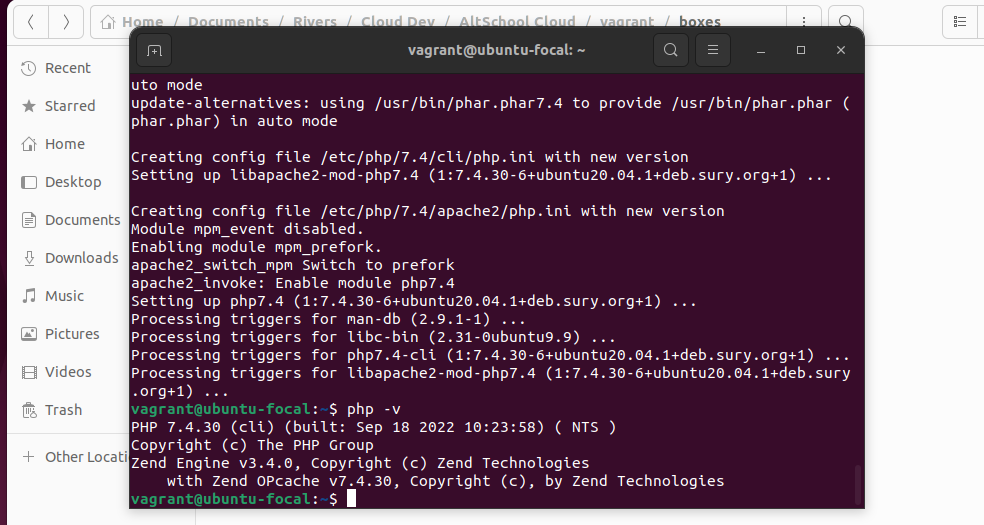 Home / Documents / Rivers / Cloud Dev / AltSchool Cloud / vagrant / boxes
vagrant@ubuntu-focal: ~
Recent
Starred
Home
Desktop
Documents
Downloads
Music
Pictures
Videos
Trash
Other Locati
uto mode
update-alternatives: using /usr/bin/phar.phar7.4 to provide /usr/bin/phar.phar (
phar.phar) in auto mode
Creating config file /etc/php/7.4/cli/php.ini with new version
Setting up libapache2-mod-php7.4 (1:7.4.30-6+ubuntu20.04.1+deb.sury.org+1) ...
Creating config file /etc/php/7.4/apache2/php.ini with new version
Module mpm_event disabled.
Enabling module mpm_prefork.
apache2_switch_mpm Switch to prefork
apache2_invoke: Enable module php7.4
Setting up php7.4 (1:7.4.30-6+ubuntu20.04.1+deb.sury.org+1) ...
Processing triggers for man-db (2.9.1-1) ...
Processing triggers for libc-bin (2.31-0ubuntu9.9) ...
Processing triggers for php7.4-cli (1:7.4.30-6+ubuntu20.04.1+deb.sury.org+1) ...
Processing triggers for libapache2-mod-php7.4 (1:7.4.30-6+ubuntu20.04.1+deb.sury
.org+1) ...
vagrant@ubuntu-focal:~$ php -v
PHP 7.4.30 (cli) (built: Sep 18 2022 10:23:58) ( NTS )
Copyright (c) The PHP Group
Zend Engine v3.4.0, Copyright (c) Zend Technologies
    with Zend OPcache v7.4.30, Copyright (c), by Zend Technologies
vagrant@ubuntu-focal:~$